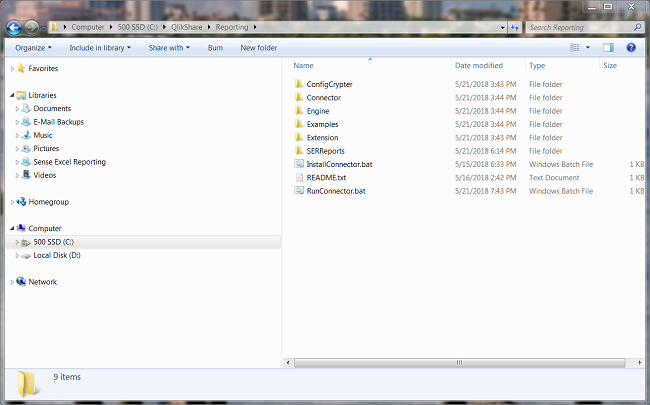 Computer ▸ 500 SSD (C:) ▸ QlikShare ▸ Reporting ▸
Search Reporting
Organize Include in library Share with Burn New folder
Favorites
Libraries
Documents
E-Mail Backups
Music
Pictures
Sense Excel Reporting
Videos
Homegroup
Computer
500 SSD (C:)
Local Disk (D:)
Network
Name Date modified Type Size
ConfigCrypter 5/21/2018 3:43 PM File folder
Connector 5/21/2018 3:44 PM File folder
Engine 5/21/2018 3:44 PM File folder
Examples 5/21/2018 3:44 PM File folder
Extension 5/21/2018 3:43 PM File folder
SERReports 5/21/2018 6:14 PM File folder
InstallConnector.bat 5/15/2018 6:33 PM Windows Batch File 1 KB
README.txt 5/16/2018 2:42 PM Text Document 1 KB
RunConnector.bat 5/21/2018 7:43 PM Windows Batch File 1 KB
9 items